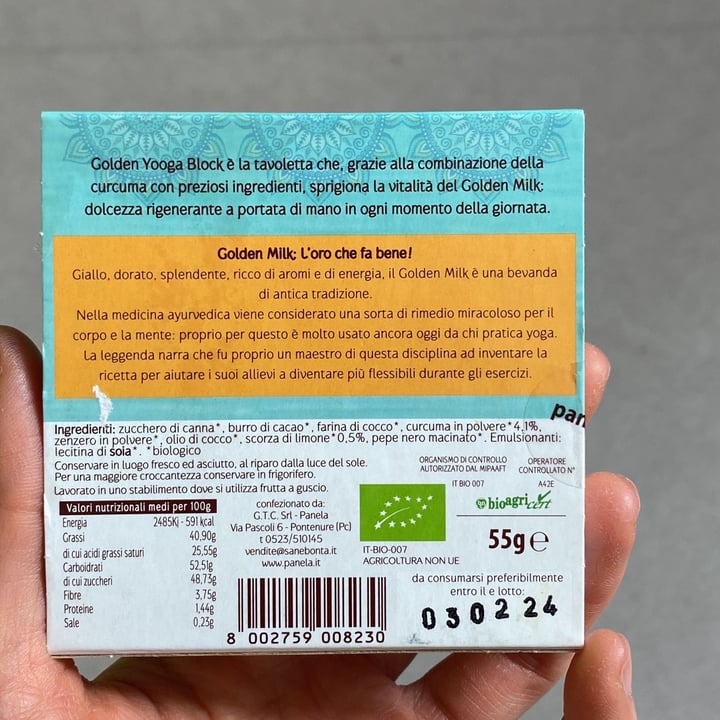 Golden Yooga Block è la tavoletta che, grazie alla combinazione della
curcuma con preziosi ingredienti, sprigiona la vitalità del Golden Milk:
dolcezza rigenerante a portata di mano in ogni momento della giornata.
Golden Milk: L'oro che fa bene!
Giallo, dorato, splendente, ricco di aromi e di energia, il Golden Milk è una bevanda
di antica tradizione.
Nella medicina ayurvedica viene considerato una sorta di rimedio miracoloso per il
corpo e la mente: proprio per questo è molto usato ancora oggi da chi pratica yoga.
La leggenda narra che fu proprio un maestro di questa disciplina ad inventare la
ricetta per aiutare i suoi allievi a diventare più flessibili durante gli esercizi.
pan
Ingredienti: zucchero di canna*, burro di cacao*, farina di cocco*, curcuma in polvere*4,1%,
zenzero in polvere*, olio di cocco*, scorza di limone*0,5%, pepe nero macinato*. Emulsionanti:
lecitina di soia*. *biologico
Conservare in luogo fresco ed asciutto, al riparo dalla luce del sole.
Per una maggiore croccantezza conservare in frigorifero.
Lavorato in uno stabilimento dove si utilizza frutta a guscio.
Valori nutrizionali medi per 100g
Energia 2485Kj - 591 kcal
Grassi 40,90g
di cui acidi grassi saturi 25,55g
Carboidrati 52,51g
di cui zuccheri 48,73g
Fibre 3,75g
Proteine 1,44g
Sale 0,23g
confezionato da:
G.T.C. Srl - Panela
Via Pascoli 6 - Pontenure (Pc)
t 0523/510145
vendite@sanebonta.it
www.panela.it
8 002759 008230
IT-BIO-007
AGRICOLTURA NON UE
ORGANISMO DI CONTROLLO
AUTORIZZATO DAL MIPAAFT
IT BIO 007
OPERATORE
CONTROLLATO N°
A42E
bioagricert
55g e
da consumarsi preferibilmente
entro il e lotto:
030224